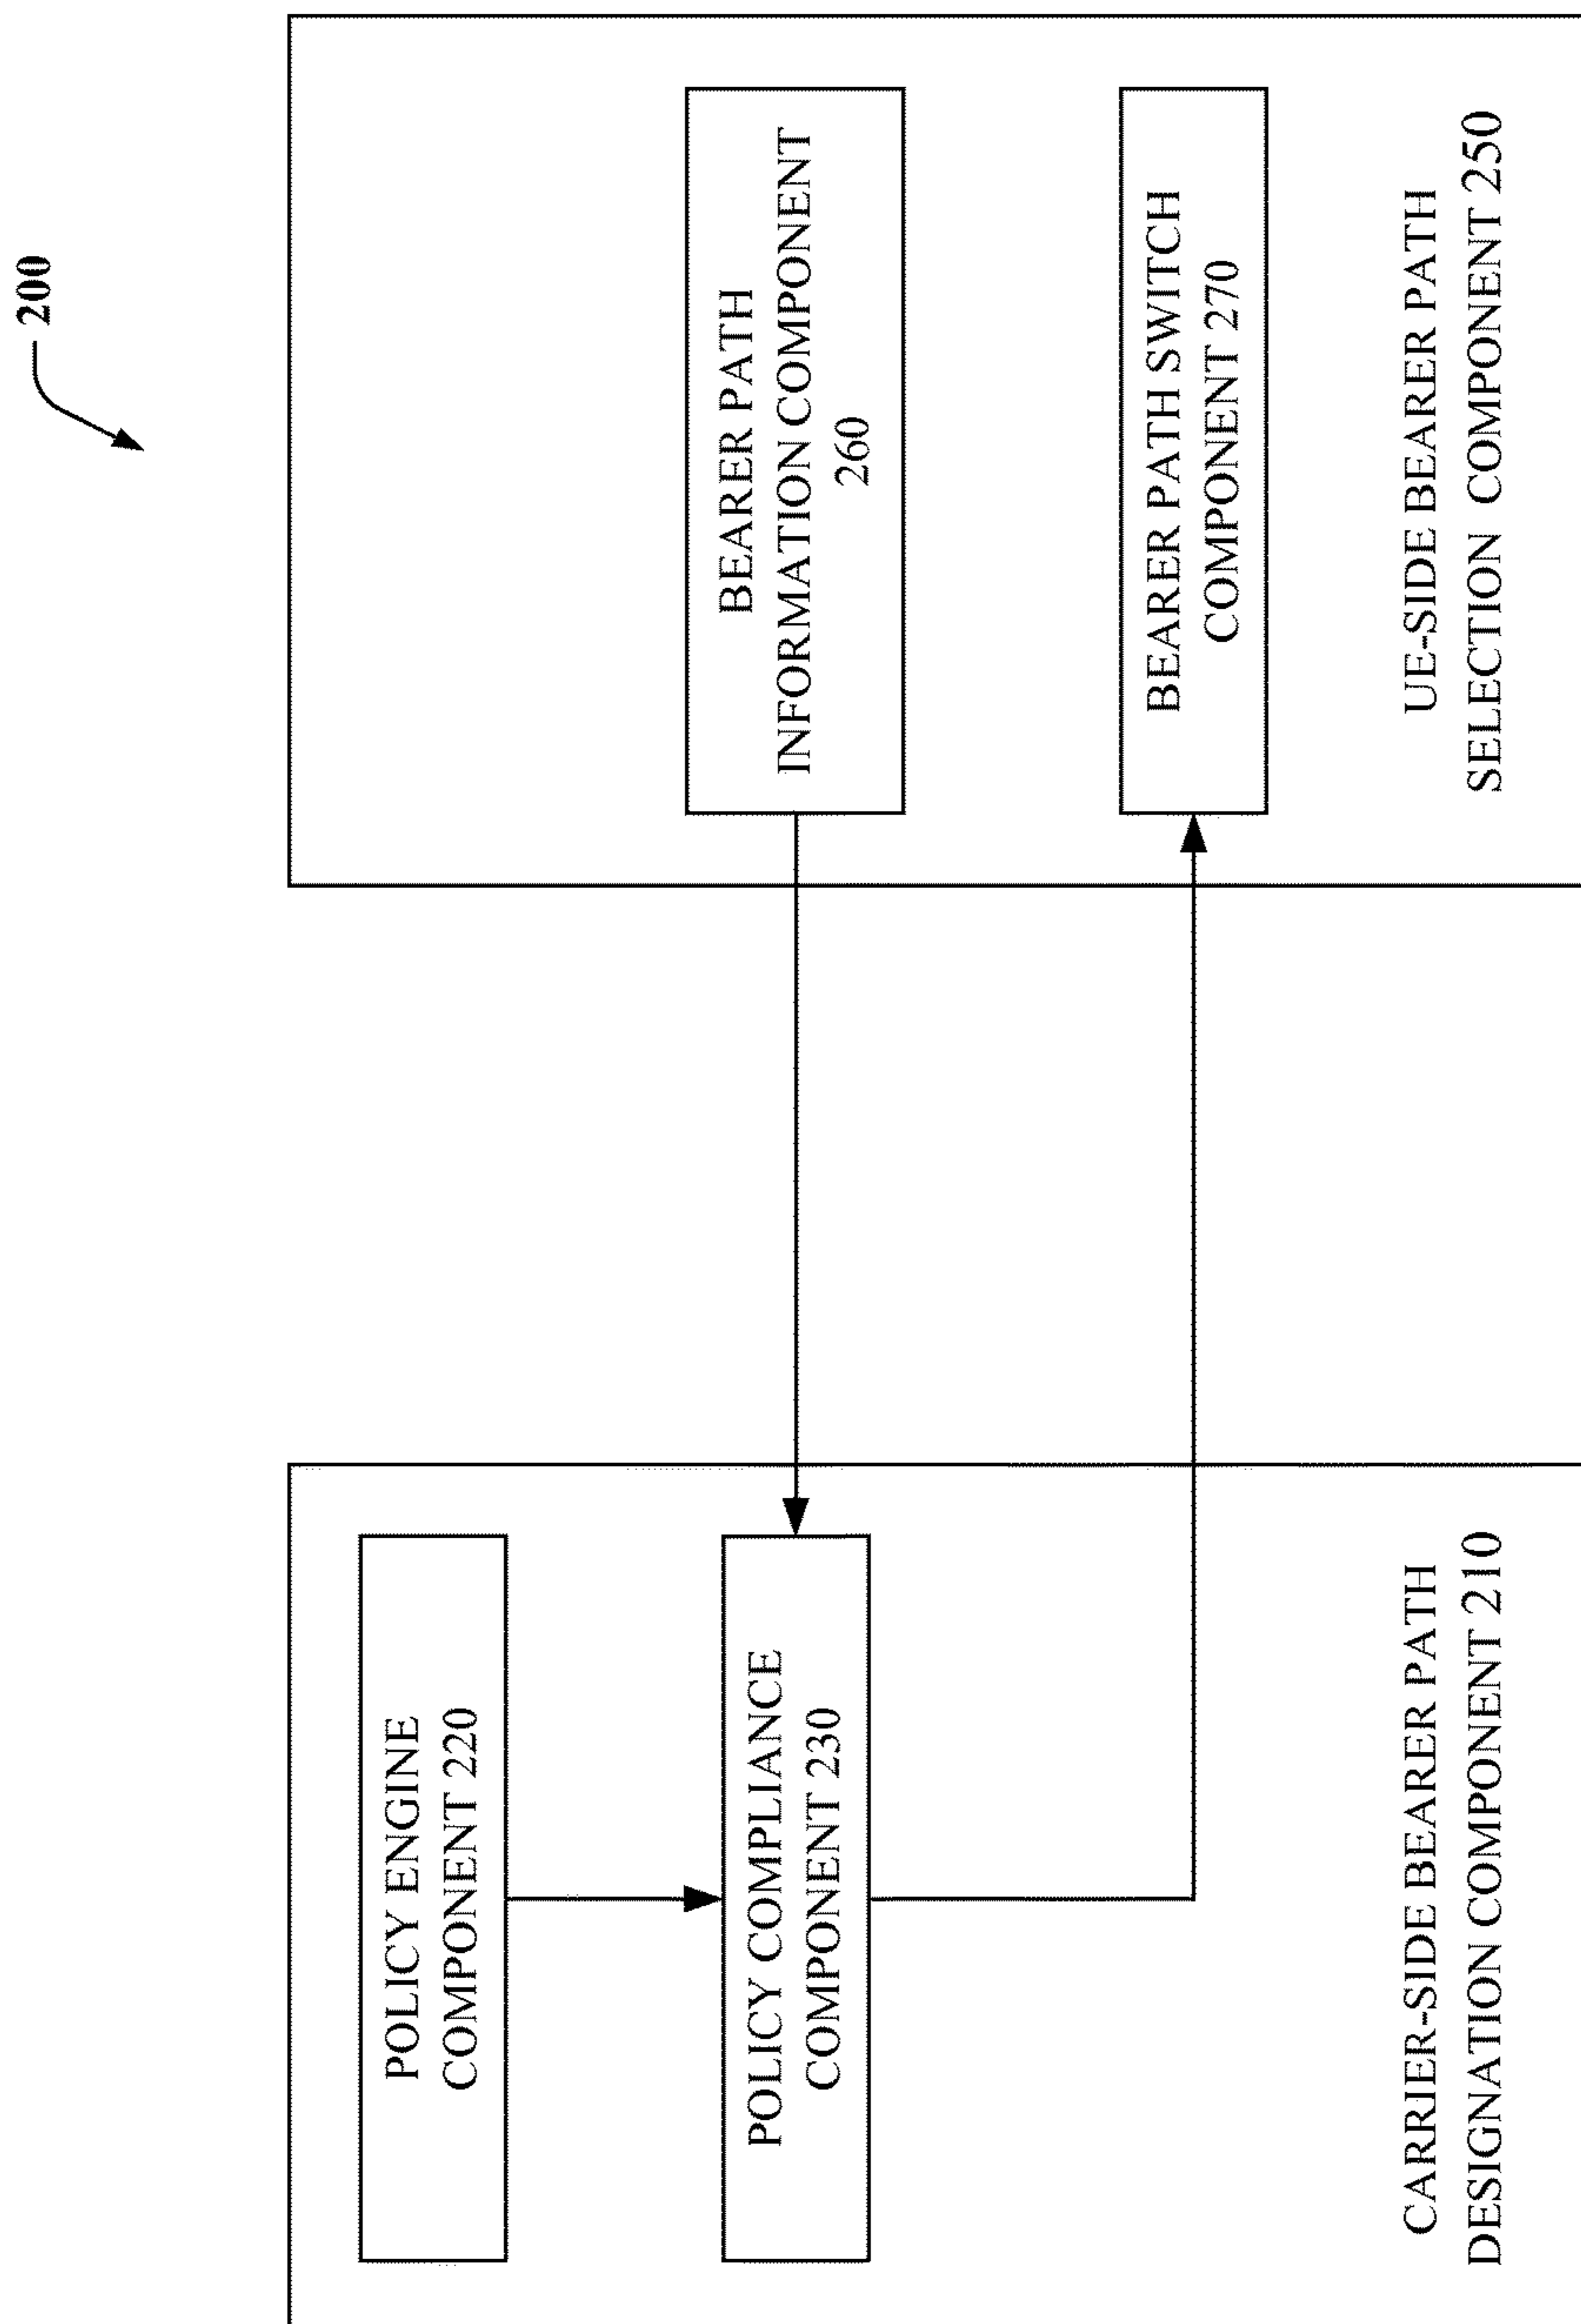 200
POLICY ENGINE
COMPONENT 220
POLICY COMPLIANCE
COMPONENT 230
CARRIER-SIDE BEARER PATH
DESIGNATION COMPONENT 210
BEARER PATH
INFORMATION COMPONENT
260
BEARER PATH SWITCH
COMPONENT 270
UE-SIDE BEARER PATH
SELECTION COMPONENT 250